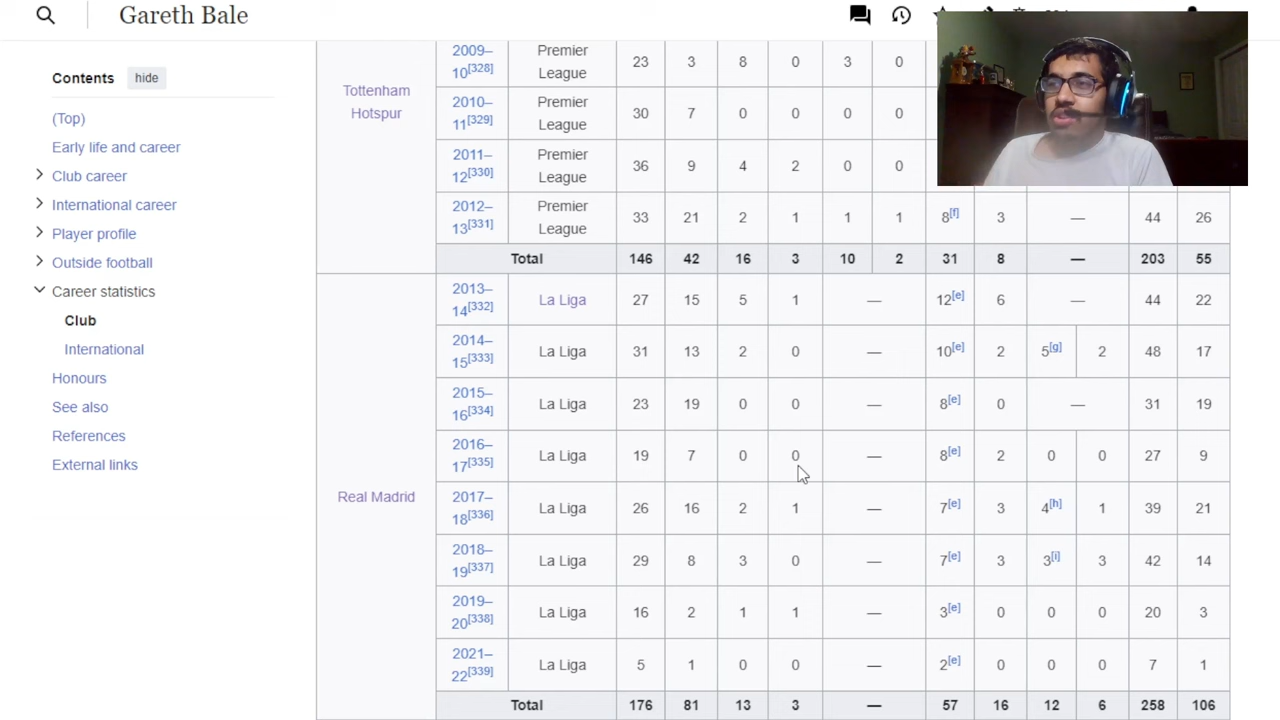 Gareth Bale
Contents hide
(Top)
Early life and career
Club career
International career
Player profile
Outside football
Career statistics
Club
International
Honours
See also
References
External links
Tottenham
Hotspur
2009–
10[328] Premier
League 23 3 8 0 3 0
2010–
11[329] Premier
League 30 7 0 0 0 0
2011–
12[330] Premier
League 36 9 4 2 0 0
2012–
13[331] Premier
League 33 21 2 1 1 1 8[f] 3 — 44 26
Total 146 42 16 3 10 2 31 8 — 203 55
Real Madrid
2013–
14[332] La Liga 27 15 5 1 — 12[e] 6 — 44 22
2014–
15[333] La Liga 31 13 2 0 — 10[e] 2 5[g] 2 48 17
2015–
16[334] La Liga 23 19 0 0 — 8[e] 0 — 31 19
2016–
17[335] La Liga 19 7 0 0 — 8[e] 2 0 0 27 9
2017–
18[336] La Liga 26 16 2 1 — 7[e] 3 4[h] 1 39 21
2018–
19[337] La Liga 29 8 3 0 — 7[e] 3 3[i] 3 42 14
2019–
20[338] La Liga 16 2 1 1 — 3[e] 0 0 0 20 3
2021–
22[339] La Liga 5 1 0 0 — 2[e] 0 0 0 7 1
Total 176 81 13 3 — 57 16 12 6 258 106